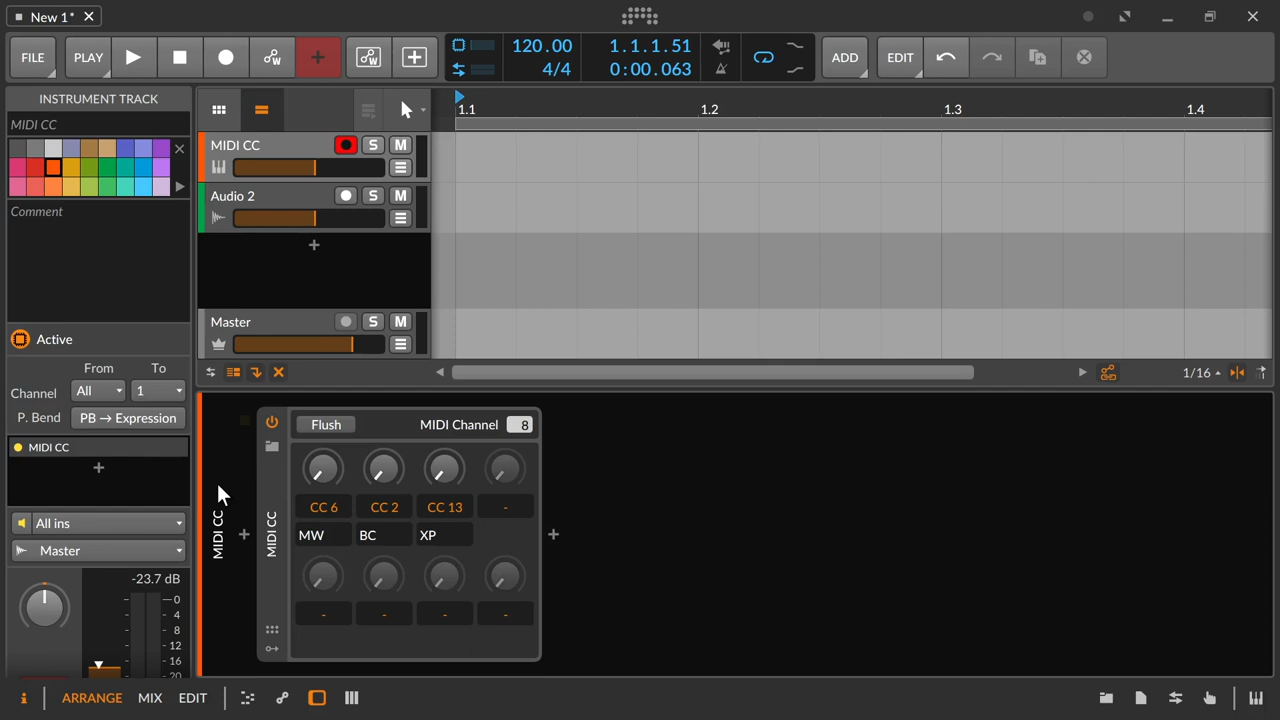 New 1*
FILE PLAY 120.00 1.1.1.51 ADD EDIT
4/4 0:00.063
INSTRUMENT TRACK
MIDI CC
Comment
Active
From To
Channel All 1
P. Bend PB → Expression
MIDI CC
All ins
Master
-23.7 dB
0
4
8
12
16
20
1.1 1.2 1.3 1.4
MIDI CC S M
Audio 2 S M
Master S M
1/16
MIDI CC
MIDI CC
Flush MIDI Channel 8
CC 6 CC 2 CC 13 -
MW BC XP
- - - -
ARRANGE MIX EDIT